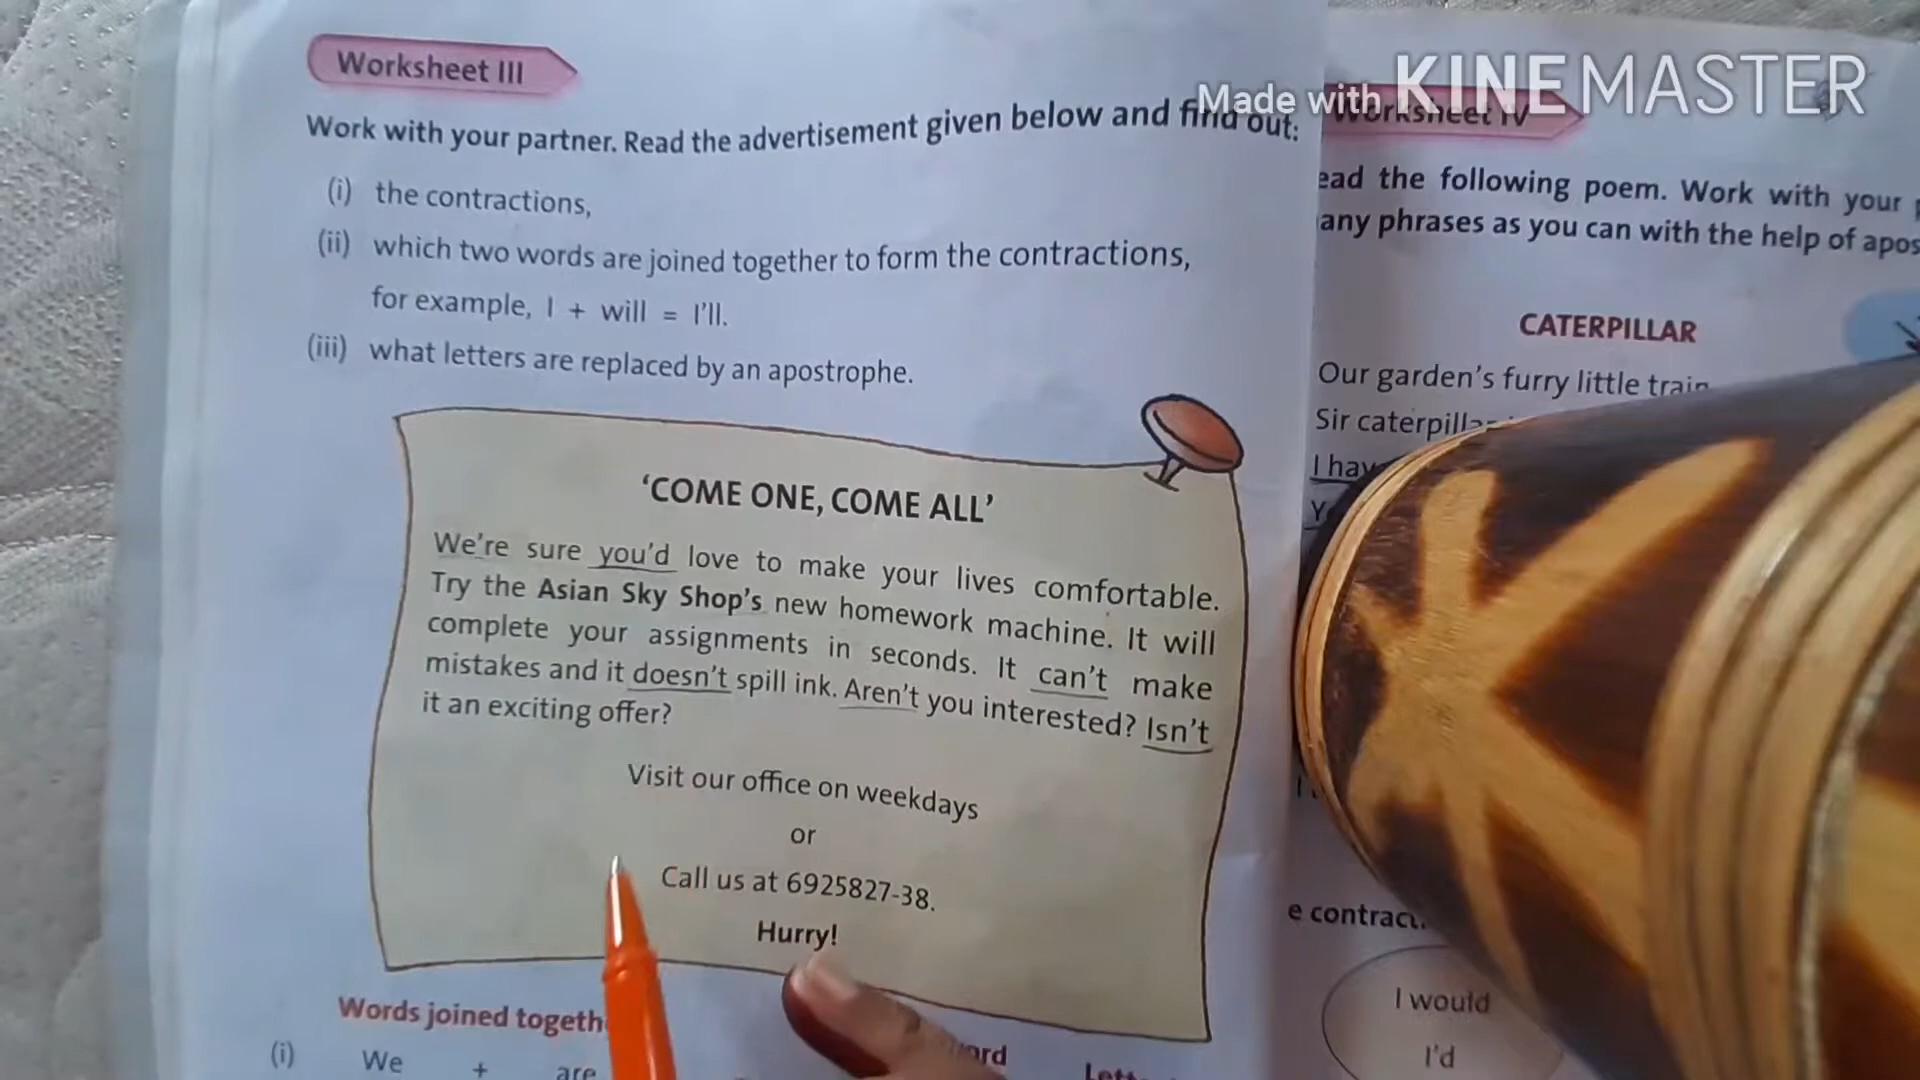 Worksheet III
Work with your partner. Read the advertisement given below and find out:
(i) the contractions,
(ii) which two words are joined together to form the contractions,
for example, I + will = I'll.
(iii) what letters are replaced by an apostrophe.
'COME ONE, COME ALL'
We're sure you'd love to make your lives comfortable.
Try the Asian Sky Shop's new homework machine. It will
complete your assignments in seconds. It can't make
mistakes and it doesn't spill ink. Aren't you interested? Isn't
it an exciting offer?
Visit our office on weekdays
or
Call us at 6925827-38.
Hurry!
Words joined
(i) We + are
Made with KINEMASTER
Worksheet IV
the following poem. Work with your
any phrases as you can with the help of
CATERPILLAR
Our garden's furry little train
Sir
I
I would
I'd